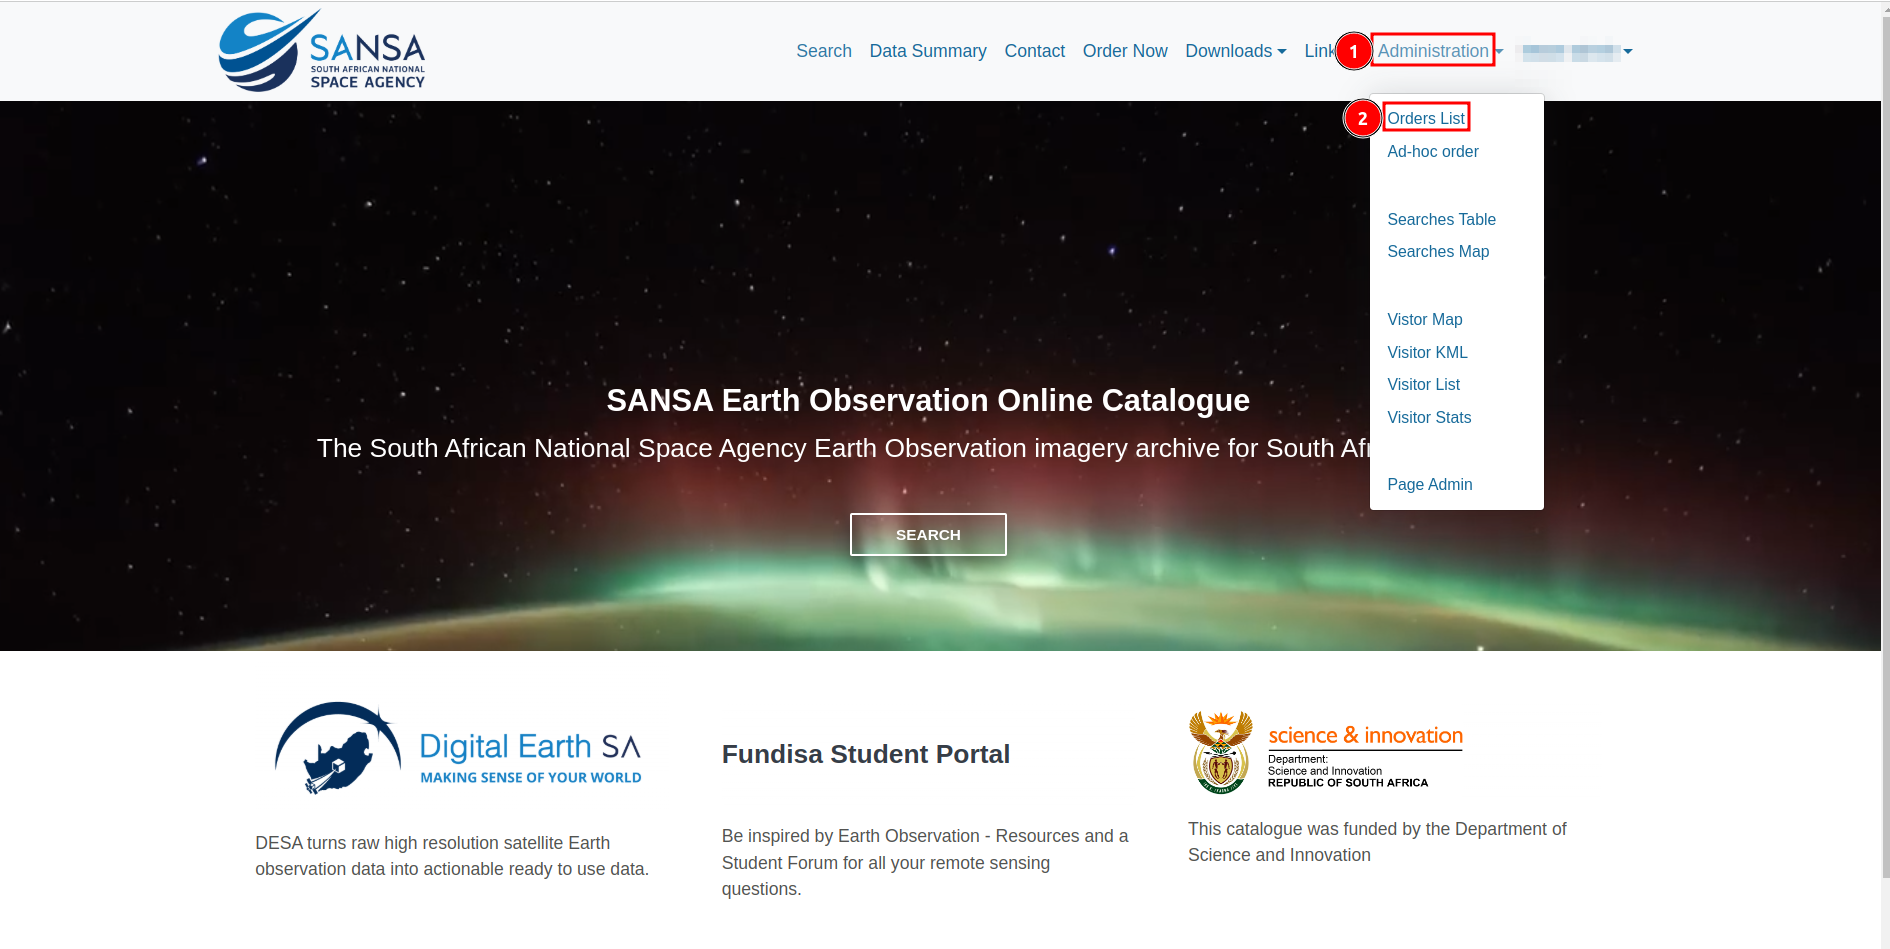 SANSA
SOUTH AFRICAN NATIONAL
SPACE AGENCY
Search Data Summary Contact Order Now Downloads Link 1 Administration
2 Orders List
Ad-hoc order
Searches Table
Searches Map
Vistor Map
Visitor KML
Visitor List
Visitor Stats
Page Admin
SANSA Earth Observation Online Catalogue
The South African National Space Agency Earth Observation imagery archive for South Afr
SEARCH
Digital Earth SA
MAKING SENSE OF YOUR WORLD
DESA turns raw high resolution satellite Earth
observation data into actionable ready to use data.
Fundisa Student Portal
Be inspired by Earth Observation - Resources and a
Student Forum for all your remote sensing
questions.
science & innovation
Department:
Science and Innovation
REPUBLIC OF SOUTH AFRICA
This catalogue was funded by the Department of
Science and Innovation